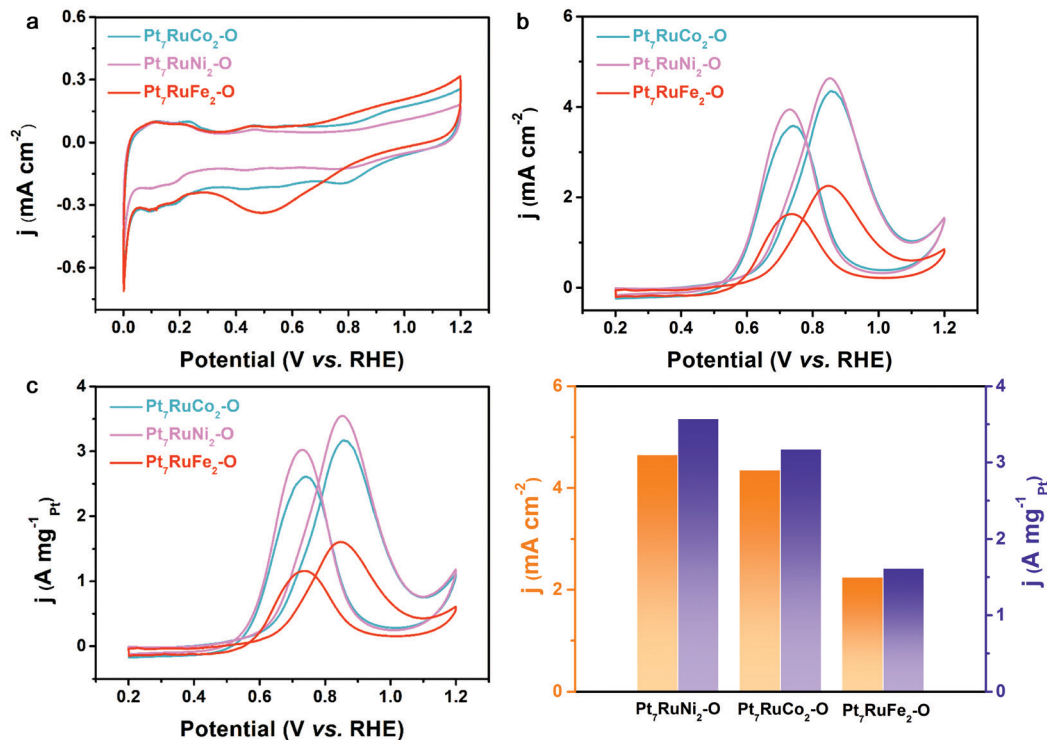 a
Pt7RuCo2-O
Pt7RuNi2-O
Pt7RuFe2-O
j (mA cm-2)
0.6
0.3
0.0
-0.3
-0.6
0.0 0.2 0.4 0.6 0.8 1.0 1.2
Potential (V vs. RHE)
b
Pt7RuCo2-O
Pt7RuNi2-O
Pt7RuFe2-O
j (mA cm-2)
6
4
2
0
0.2 0.4 0.6 0.8 1.0 1.2
Potential (V vs. RHE)
c
Pt7RuCo2-O
Pt7RuNi2-O
Pt7RuFe2-O
j (A mg-1Pt)
4
3
2
1
0
0.2 0.4 0.6 0.8 1.0 1.2
Potential (V vs. RHE)
j (mA cm-2)
6
4
2
0
Pt7RuNi2-O Pt7RuCo2-O Pt7RuFe2-O
4
3
2
1
0
j (A mg-1Pt)